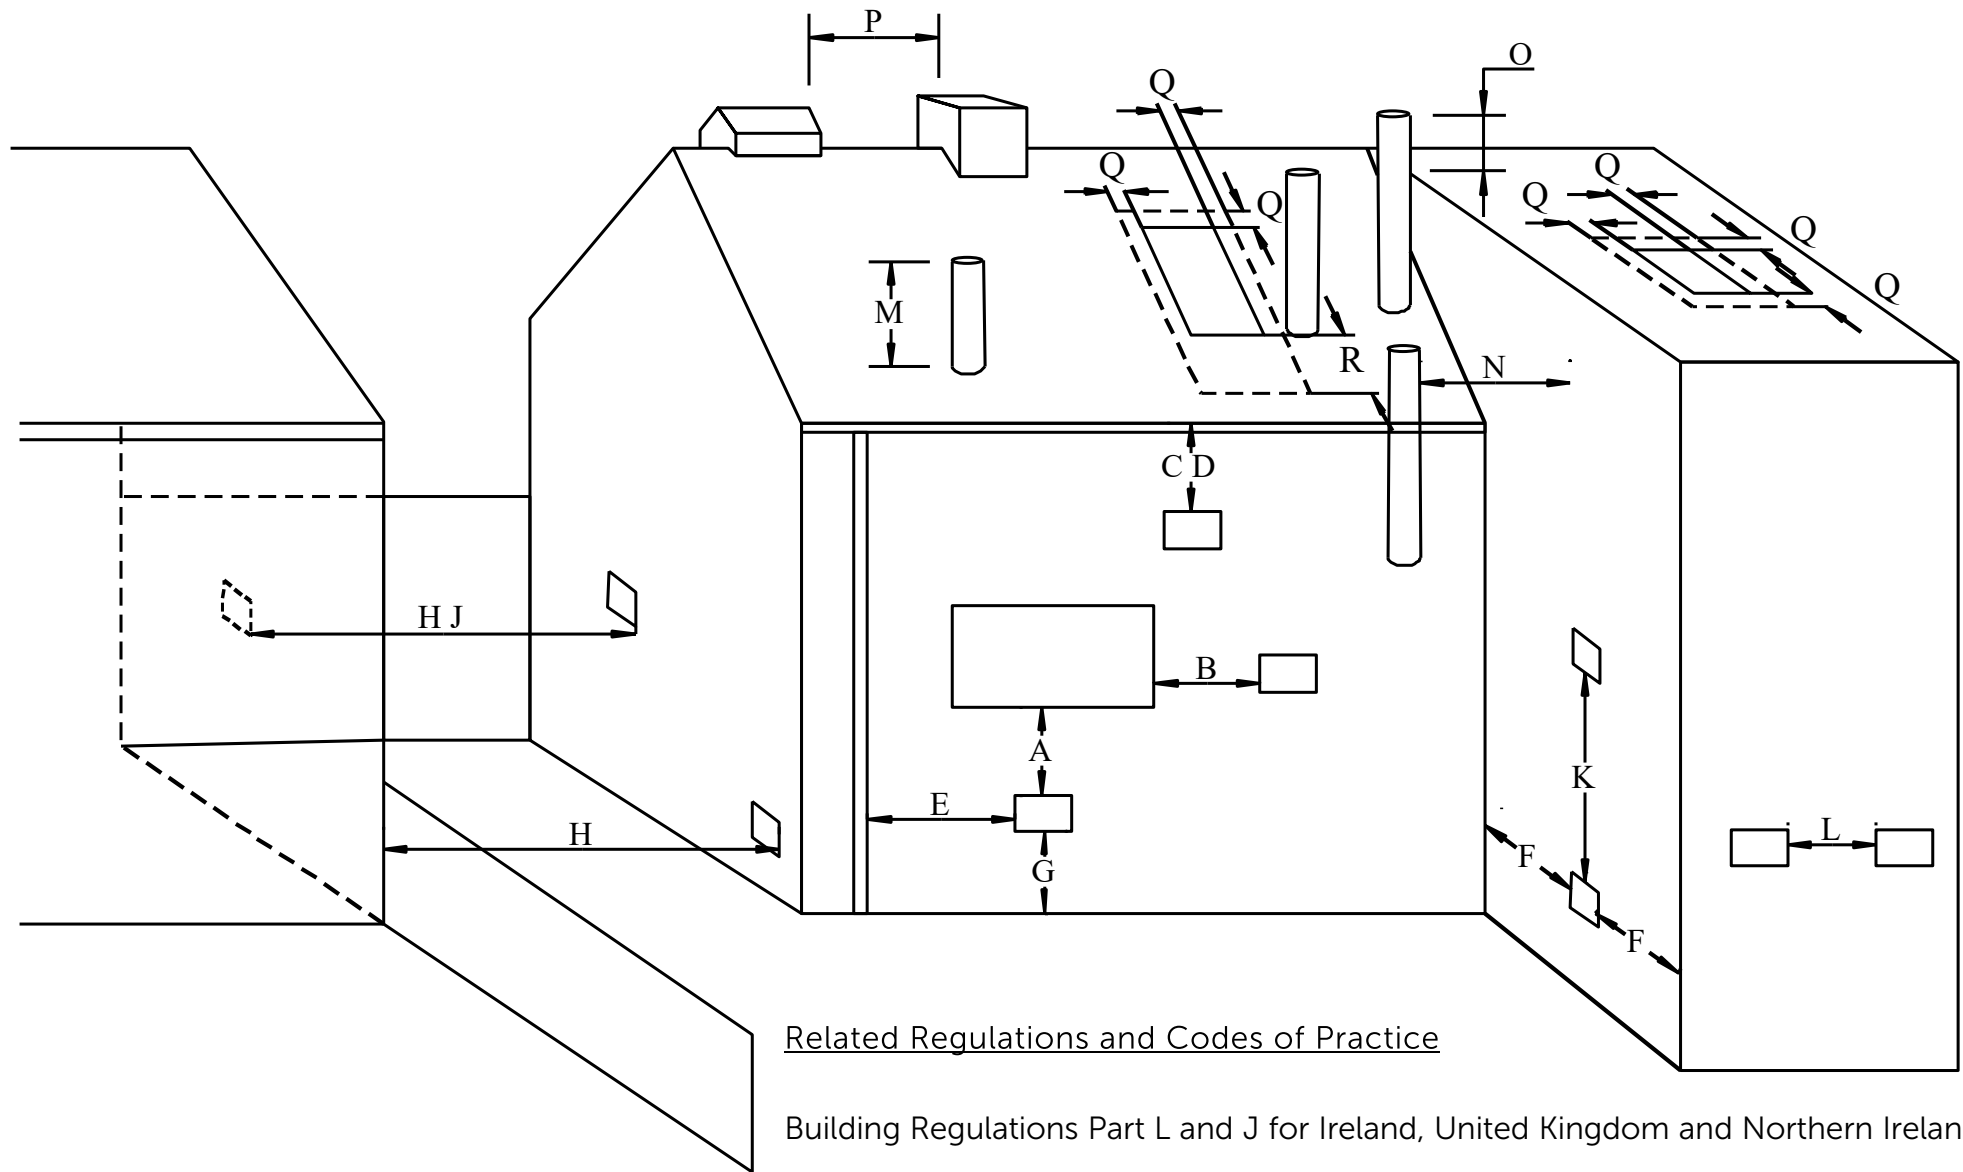 P
O
Q
Q
Q
Q
Q
Q
Q
M
R
N
C D
H J
B
A
K
E
H
L
G
F
F
Related Regulations and Codes of Practice
Building Regulations Part L and J for Ireland, United Kingdom and Northern Irelan